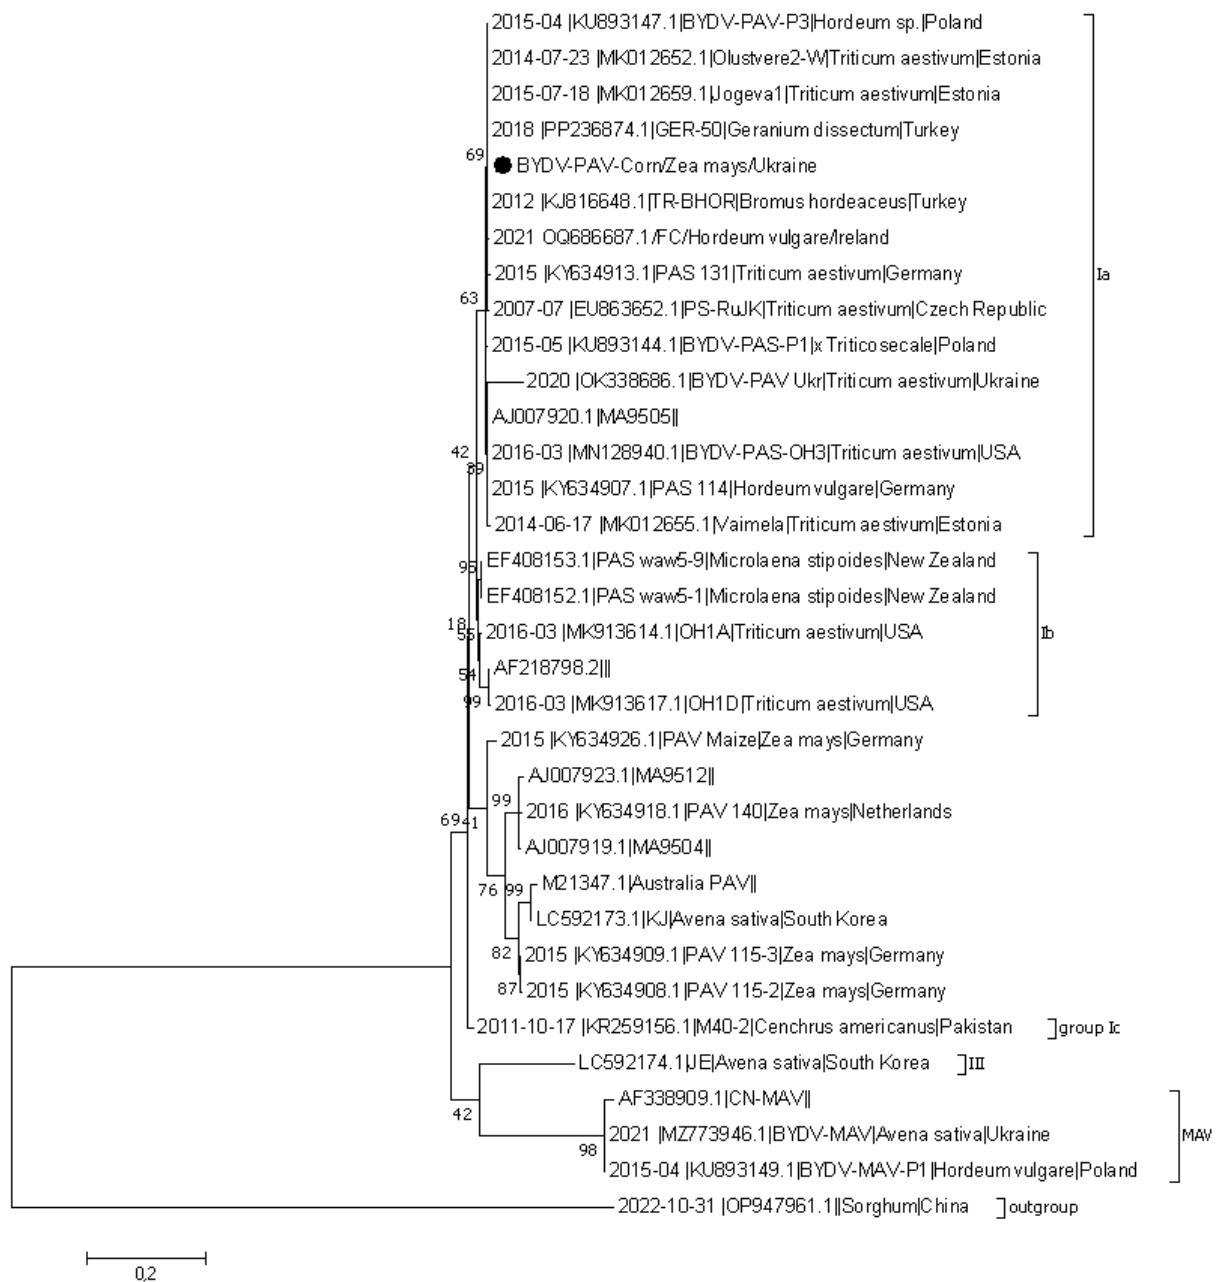 2015-04 |KU893147.1|BYDV-PAV-P3|Hordeum sp.|Poland
2014-07-23 |MK012652.1|Olustvere2-W|Triticum aestivum|Estonia
2015-07-18 |MK012659.1|Jogeva1|Triticum aestivum|Estonia
2018 |PP236874.1|GER-50|Geranium dissectum|Turkey
69
BYDV-PAV-Corn/Zea mays/Ukraine
2012 |KJ816648.1|TR-BHOR|Bromus hordeaceus|Turkey
2021 OQ686687.1/FC/Hordeum vulgare/Ireland
2015 |KY634913.1|PAS 131|Triticum aestivum|Germany
Ia
63
2007-07 |EU863652.1|PS-RuJK|Triticum aestivum|Czech Republic
2015-05 |KU893144.1|BYDV-PAS-P1|x Triticosecale|Poland
2020 |OK338686.1|BYDV-PAV Ukr|Triticum aestivum|Ukraine
AJ007920.1|MA9505||
42
2016-03 |MN128940.1|BYDV-PAS-OH3|Triticum aestivum|USA
39
2015 |KY634907.1|PAS 114|Hordeum vulgare|Germany
2014-06-17 |MK012655.1|Vaimela|Triticum aestivum|Estonia
95
EF408153.1|PAS waw5-9|Microlaena stipoides|New Zealand
EF408152.1|PAS waw5-1|Microlaena stipoides|New Zealand
18
55
2016-03 |MK913614.1|OH1A|Triticum aestivum|USA
Ib
54
AF218798.2|||
99
2016-03 |MK913617.1|OH1D|Triticum aestivum|USA
2015 |KY634926.1|PAV Maize|Zea mays|Germany
AJ007923.1|MA9512||
99
2016 |KY634918.1|PAV 140|Zea mays|Netherlands
69
41
AJ007919.1|MA9504||
76
99
M21347.1|Australia PAV||
LC592173.1|KJ|Avena sativa|South Korea
82
2015 |KY634909.1|PAV 115-3|Zea mays|Germany
87
2015 |KY634908.1|PAV 115-2|Zea mays|Germany
2011-10-17 |KR259156.1|M40-2|Cenchrus americanus|Pakistan
group Ic
LC592174.1|JE|Avena sativa|South Korea
III
AF338909.1|CN-MAV||
42
2021 |MZ773946.1|BYDV-MAV|Avena sativa|Ukraine
MAV
98
2015-04 |KU893149.1|BYDV-MAV-P1|Hordeum vulgare|Poland
2022-10-31 |OP947961.1||Sorghum|China
outgroup
0,2